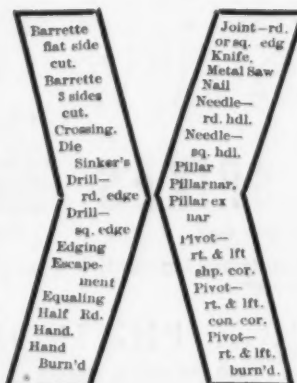 Barrette
flat side
cut.
Barrette
3 sides
cut.
Crossing.
Die
Sinker's
Drill—
rd. edge
Drill—
sq. edge
Edging
Escape-
ment
Equaling
Half Rd.
Hand.
Hand
Burn'd
Joint—rd.
or sq. edg
Knife.
Metal Saw
Nail
Needle—
rd. hdl.
Needle—
sq. hdl.
Pillar
Pillar nar.
Pillar ex
nar
Pivot—
rt. & lft
shp. cor.
Pivot—
rt. & lft.
con. cor.
Pivot—
rt. & lft.
burn'd.